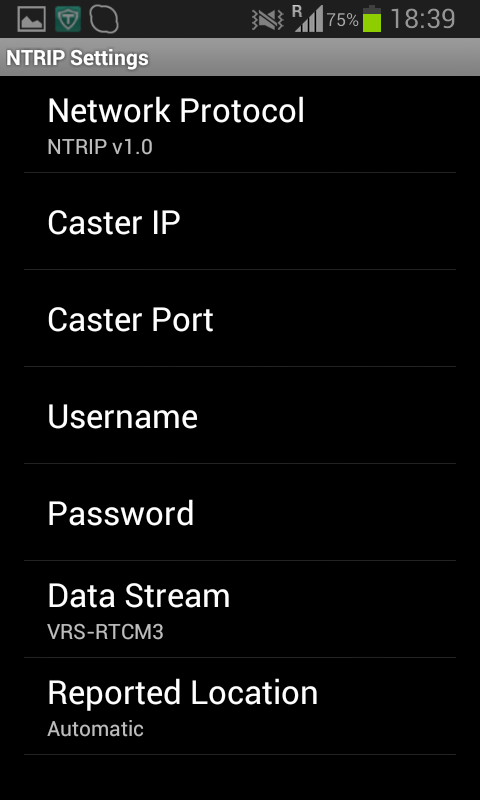 R 75% 18:39
NTRIP Settings
Network Protocol
NTRIP v1.0
Caster IP
Caster Port
Username
Password
Data Stream
VRS-RTCM3
Reported Location
Automatic